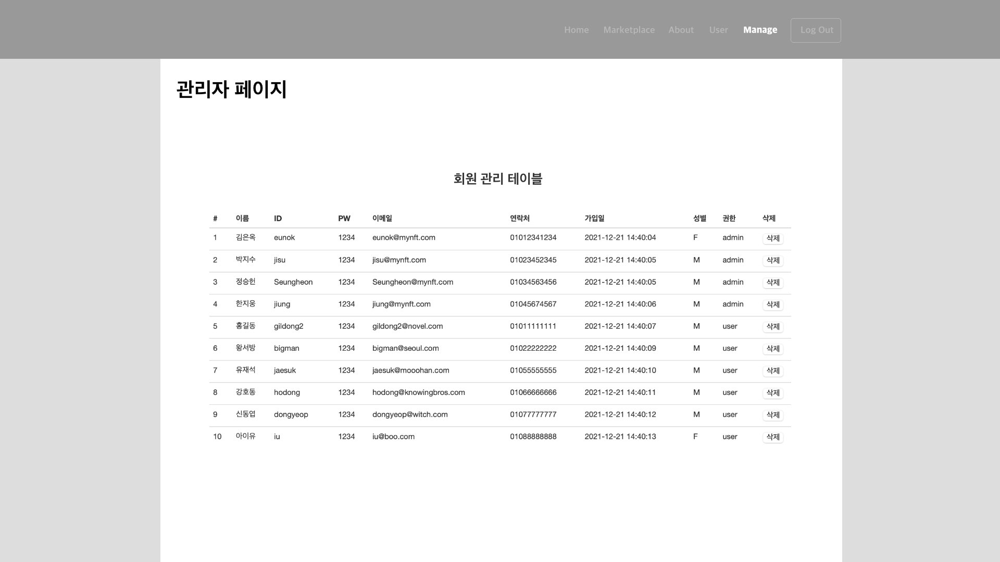 Home Marketplace About User Manage Log Out
관리자 페이지
회원 관리 테이블
# 이름 ID PW 이메일 연락처 가입일 성별 권한 삭제
1 김은옥 eunok 1234 eunok@mynft.com 01012341234 2021-12-21 14:40:04 F admin 삭제
2 박지수 jisu 1234 jisu@mynft.com 01023452345 2021-12-21 14:40:05 M admin 삭제
3 정승헌 Seungheon 1234 Seungheon@mynft.com 01034563456 2021-12-21 14:40:05 M admin 삭제
4 한지웅 jiung 1234 jiung@mynft.com 01045674567 2021-12-21 14:40:06 M admin 삭제
5 홍길동 gildong2 1234 gildong2@novel.com 01011111111 2021-12-21 14:40:07 M user 삭제
6 왕서방 bigman 1234 bigman@seoul.com 01022222222 2021-12-21 14:40:09 M user 삭제
7 유재석 jaesuk 1234 jaesuk@mooohan.com 01055555555 2021-12-21 14:40:10 M user 삭제
8 강호동 hodong 1234 hodong@knowingbros.com 01066666666 2021-12-21 14:40:11 M user 삭제
9 신동엽 dongyeop 1234 dongyeop@witch.com 01077777777 2021-12-21 14:40:12 M user 삭제
10 아이유 iu 1234 iu@boo.com 01088888888 2021-12-21 14:40:13 F user 삭제